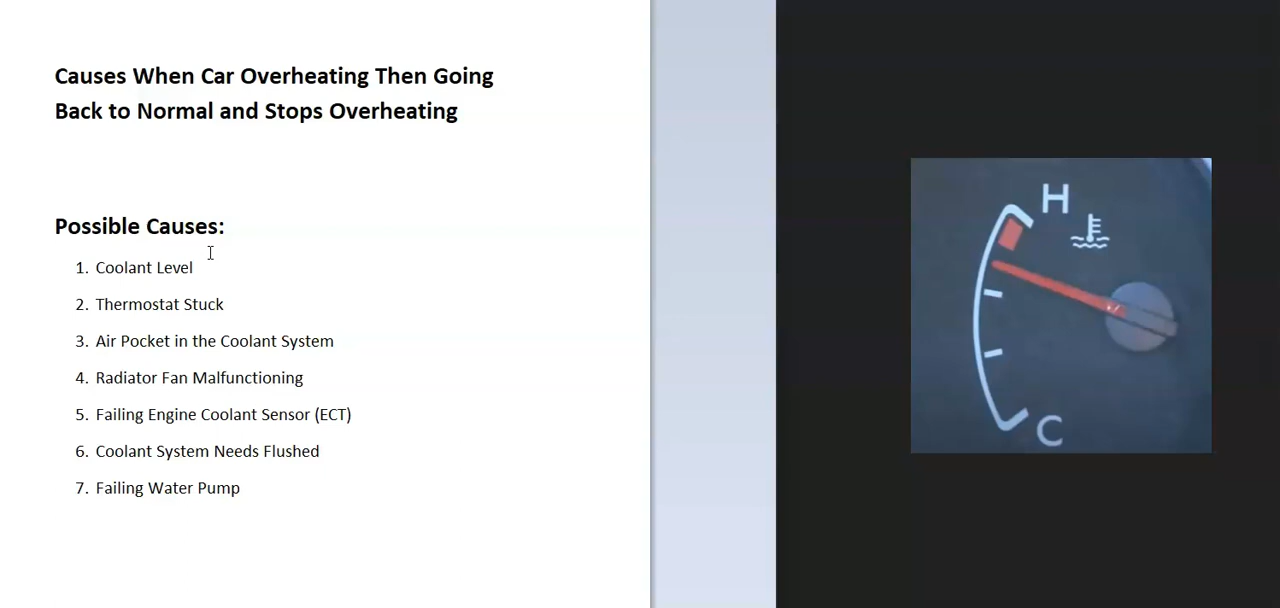 Causes When Car Overheating Then Going
Back to Normal and Stops Overheating
Possible Causes:
1. Coolant Level
2. Thermostat Stuck
3. Air Pocket in the Coolant System
4. Radiator Fan Malfunctioning
5. Failing Engine Coolant Sensor (ECT)
6. Coolant System Needs Flushed
7. Failing Water Pump
H
C